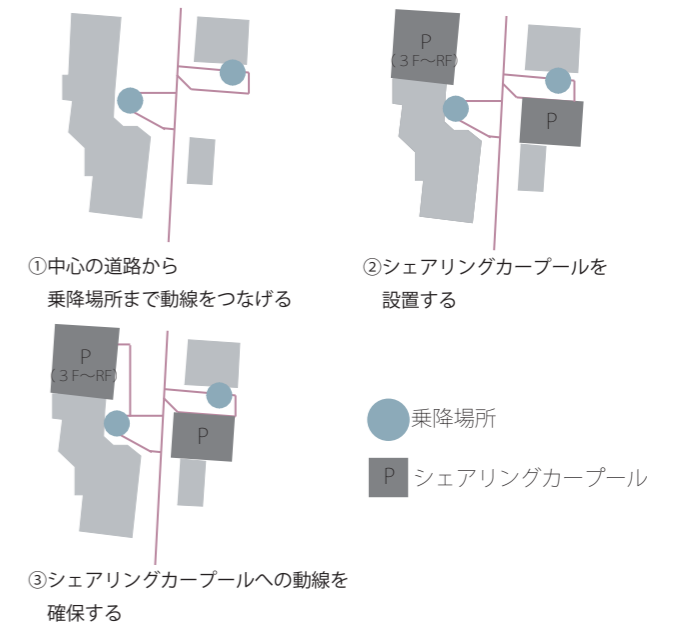 P
(３F～RF)
P
①中心の道路から
乗降場所まで動線をつなげる
②シェアリングカープールを
設置する
P
(３F～RF)
P
乗降場所
P シェアリングカープール
③シェアリングカープールへの動線を
確保する